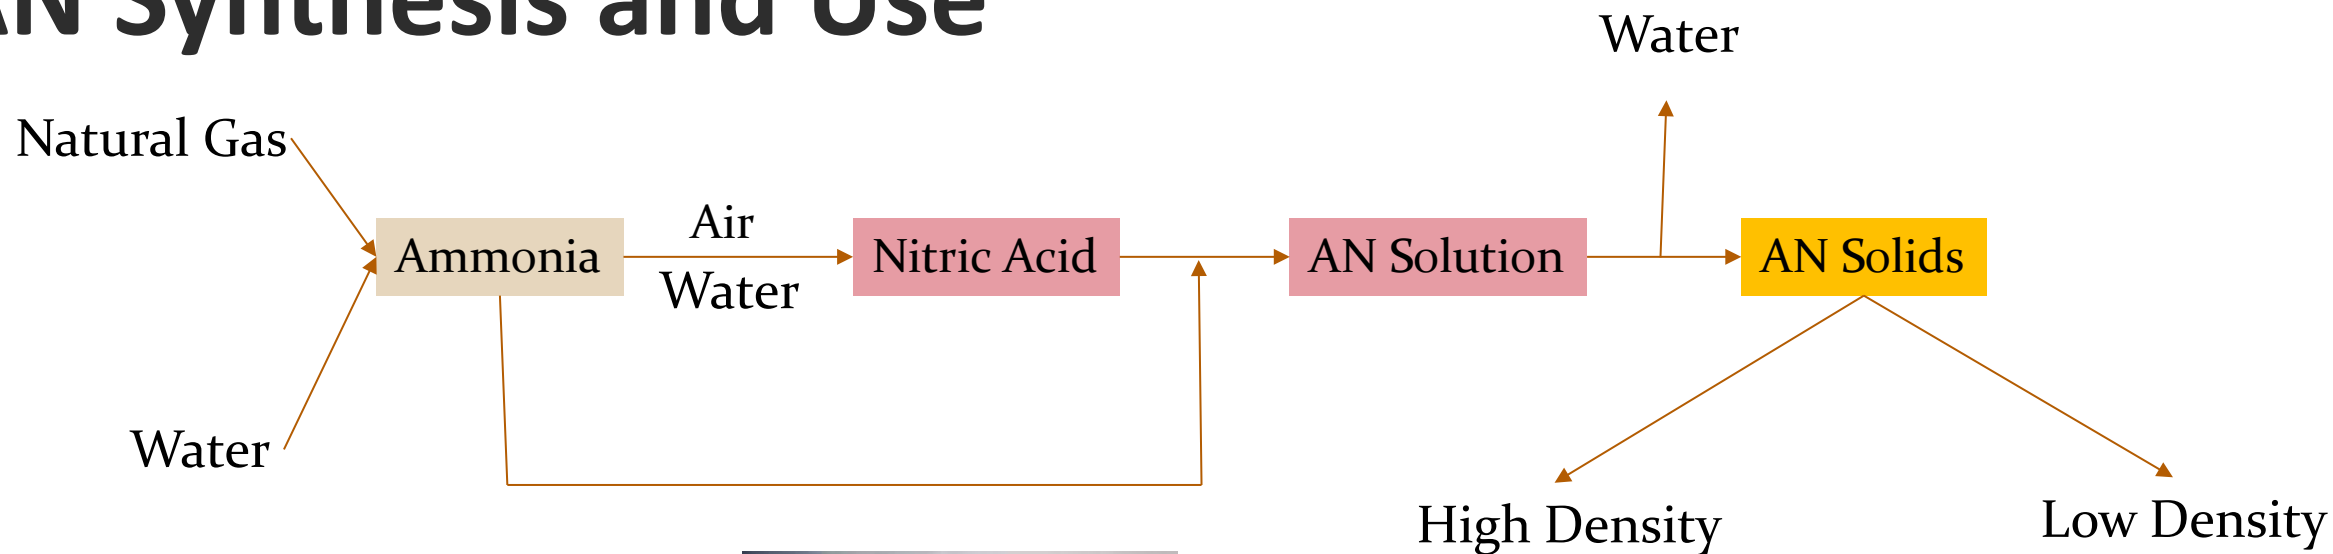 AN Synthesis and Use
Water
Natural Gas
Air
Ammonia
Nitric Acid
AN Solution
AN Solids
Water
Water
High Density
Low Density